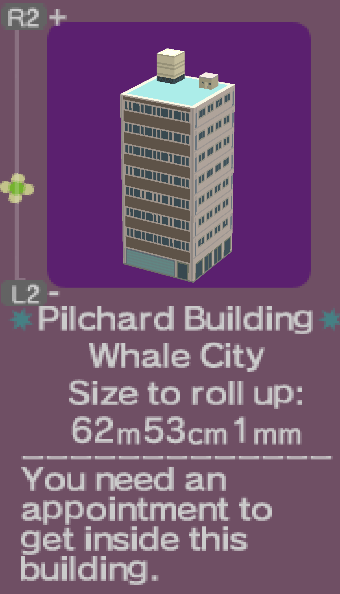 R2 +
L2 -
Pilchard Building
Whale City
Size to roll up:
62m53cm1mm
You need an
appointment to
get inside this
building.